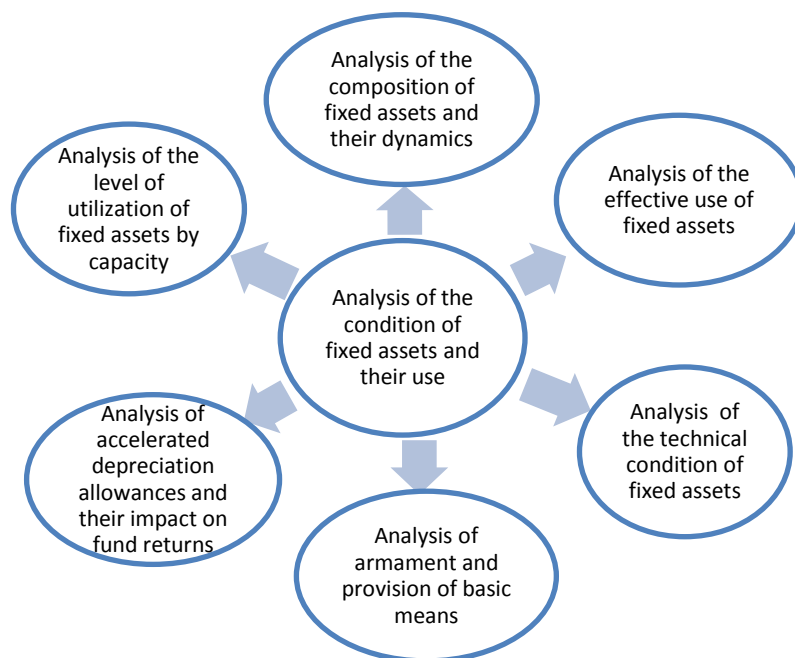 Analysis of the
composition of
fixed assets and
their dynamics
Analysis of the
level of
utilization of
fixed assets by
capacity
Analysis of the
effective use of
fixed assets
Analysis of the
condition of
fixed assets and
their use
Analysis of
accelerated
depreciation
allowances and
their impact on
fund returns
Analysis of
the technical
condition of
fixed assets
Analysis of
armament and
provision of basic
means